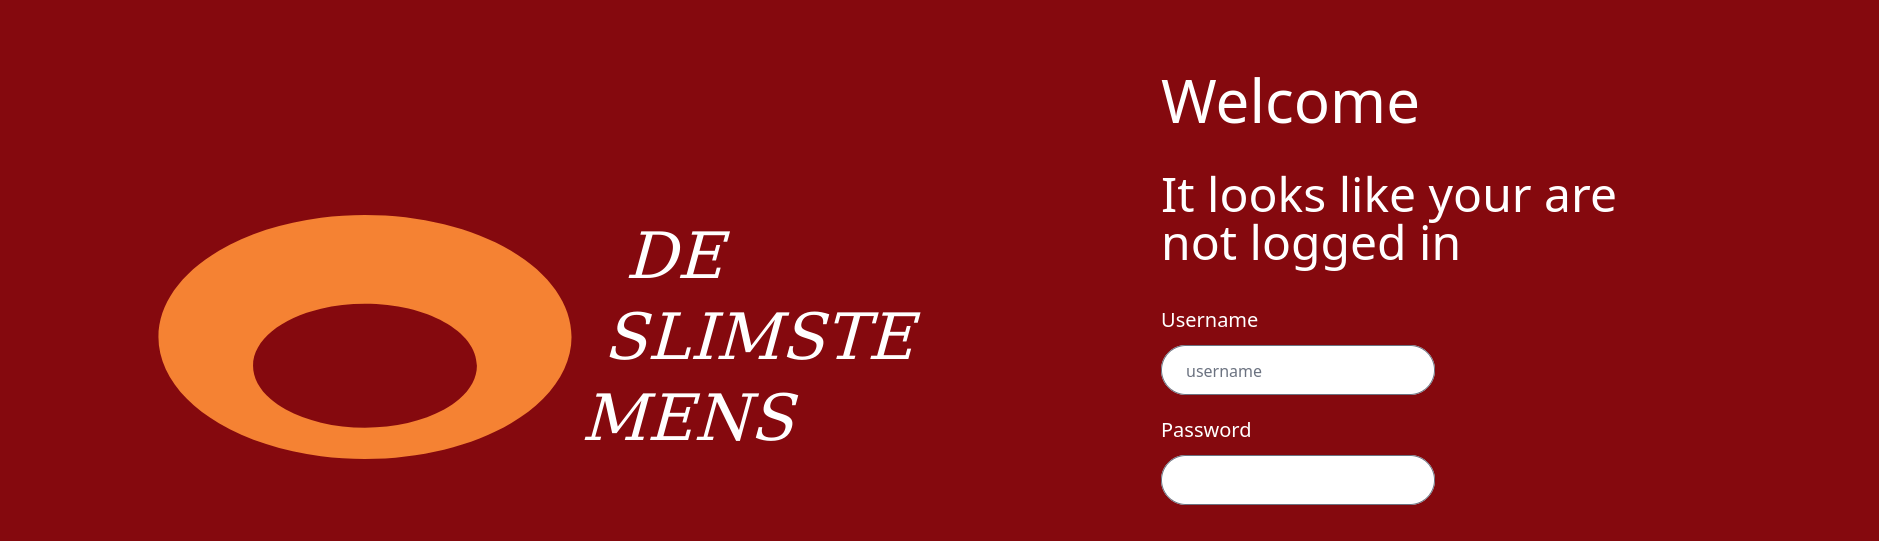 DE
SLIMSTE
MENS
Welcome
It looks like your are
not logged in
Username
username
Password